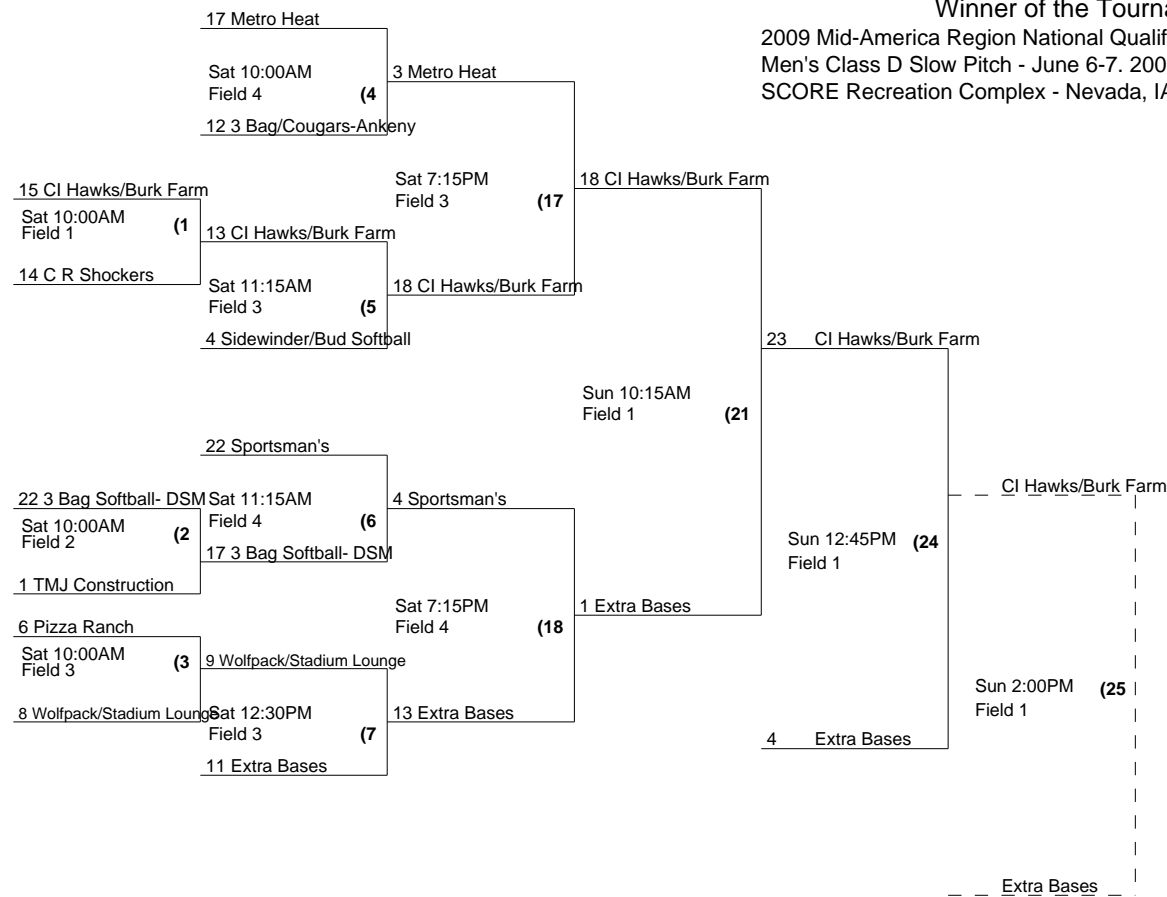 Winner of the Tourna
2009 Mid-America Region National Qualif
Men's Class D Slow Pitch - June 6-7. 200
SCORE Recreation Complex - Nevada, IA
17 Metro Heat
Sat 10:00AM
Field 4 (4
3 Metro Heat
12 3 Bag/Cougars-Ankeny
15 CI Hawks/Burk Farm
Sat 10:00AM
Field 1 (1
14 C R Shockers
13 CI Hawks/Burk Farm
Sat 11:15AM
Field 3 (5
4 Sidewinder/Bud Softball
Sat 7:15PM
Field 3 (17
18 CI Hawks/Burk Farm
18 CI Hawks/Burk Farm
23 CI Hawks/Burk Farm
Sun 10:15AM
Field 1 (21
22 Sportsman's
22 3 Bag Softball- DSM
Sat 10:00AM
Field 2 (2
1 TMJ Construction
Sat 11:15AM
Field 4 (6
17 3 Bag Softball- DSM
4 Sportsman's
6 Pizza Ranch
Sat 10:00AM
Field 3 (3
8 Wolfpack/Stadium Lounge
9 Wolfpack/Stadium Lounge
Sat 12:30PM
Field 3 (7
11 Extra Bases
Sat 7:15PM
Field 4 (18
13 Extra Bases
1 Extra Bases
CI Hawks/Burk Farm
Sun 12:45PM (24
Field 1
4 Extra Bases
Sun 2:00PM (25
Field 1
Extra Bases